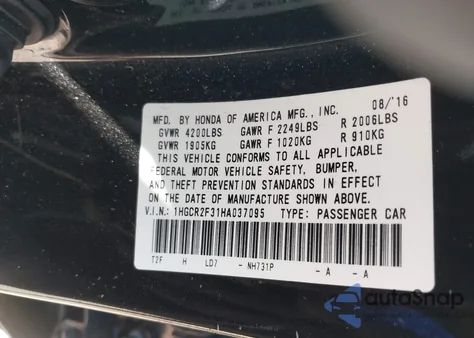 MFD. BY HONDA OF AMERICA MFG., INC. 08/'16
GVWR 4200LBS GAWR F 2249LBS R 2006LBS
GVWR 1905KG GAWR F 1020KG R 910KG
THIS VEHICLE CONFORMS TO ALL APPLICABLE
FEDERAL MOTOR VEHICLE SAFETY, BUMPER,
AND THEFT PREVENTION STANDARDS IN EFFECT
ON THE DATE OF MANUFACTURE SHOWN ABOVE.
V.I.N.: 1HGCR2F31HA037095 TYPE: PASSENGER CAR
T2F H LD7 - NH731P -A -A
autoSnap